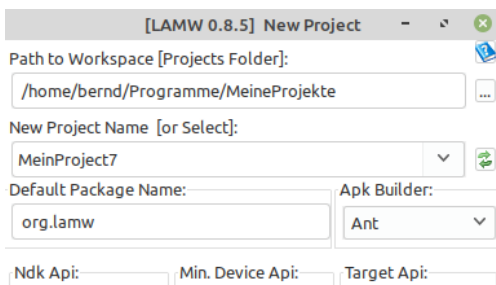 [LAMW 0.8.5] New Project
Path to Workspace [Projects Folder]:
/home/bernd/Programme/MeineProjekte
...
New Project Name [or Select]:
MeinProject7
Default Package Name:
Apk Builder:
org.lamw
Ant
Ndk Api:
Min. Device Api:
Target Api: